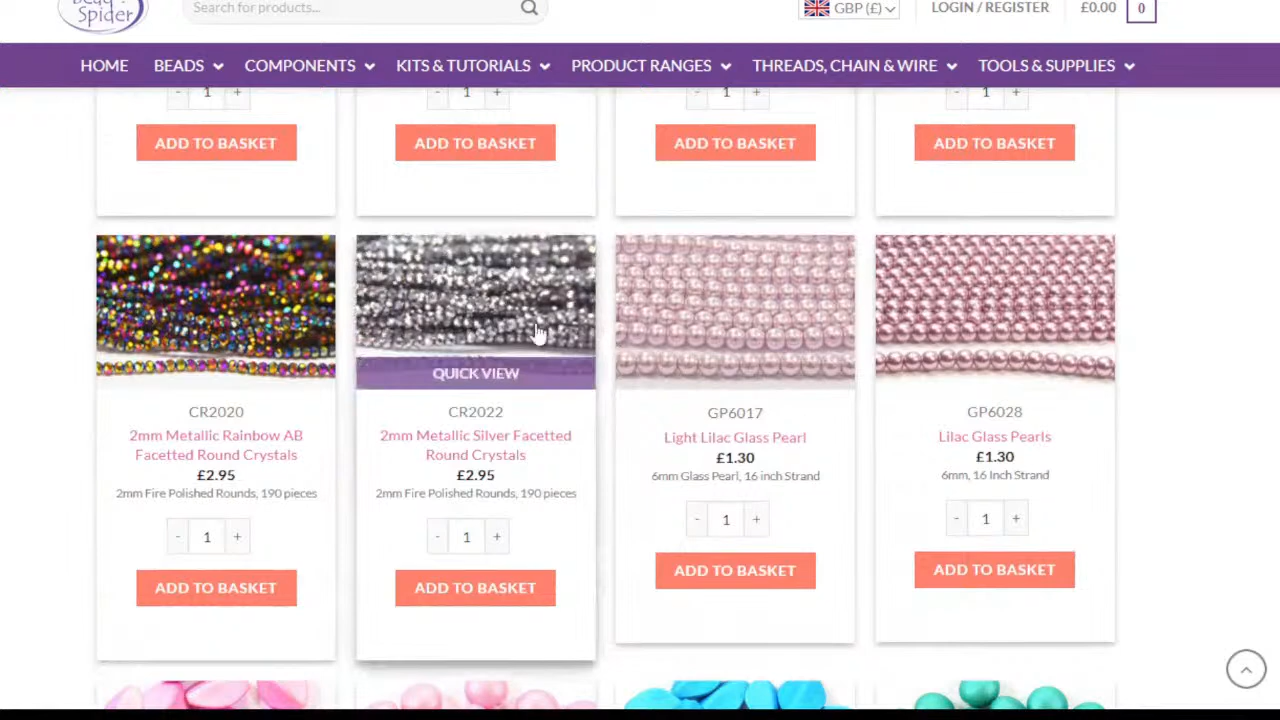 Bead
Spider
Search for products...
GBP (£)
LOGIN / REGISTER
£0.00
0
HOME
BEADS
COMPONENTS
KITS & TUTORIALS
PRODUCT RANGES
THREADS, CHAIN & WIRE
TOOLS & SUPPLIES
- 1 +
- 1 +
- 1 +
- 1 +
ADD TO BASKET
ADD TO BASKET
ADD TO BASKET
ADD TO BASKET
CR2020
2mm Metallic Rainbow AB
Facetted Round Crystals
£2.95
2mm Fire Polished Rounds, 190 pieces
- 1 +
ADD TO BASKET
QUICK VIEW
CR2022
2mm Metallic Silver Facetted
Round Crystals
£2.95
2mm Fire Polished Rounds, 190 pieces
- 1 +
ADD TO BASKET
GP6017
Light Lilac Glass Pearl
£1.30
6mm Glass Pearl, 16 inch Strand
- 1 +
ADD TO BASKET
GP6028
Lilac Glass Pearls
£1.30
6mm, 16 Inch Strand
- 1 +
ADD TO BASKET